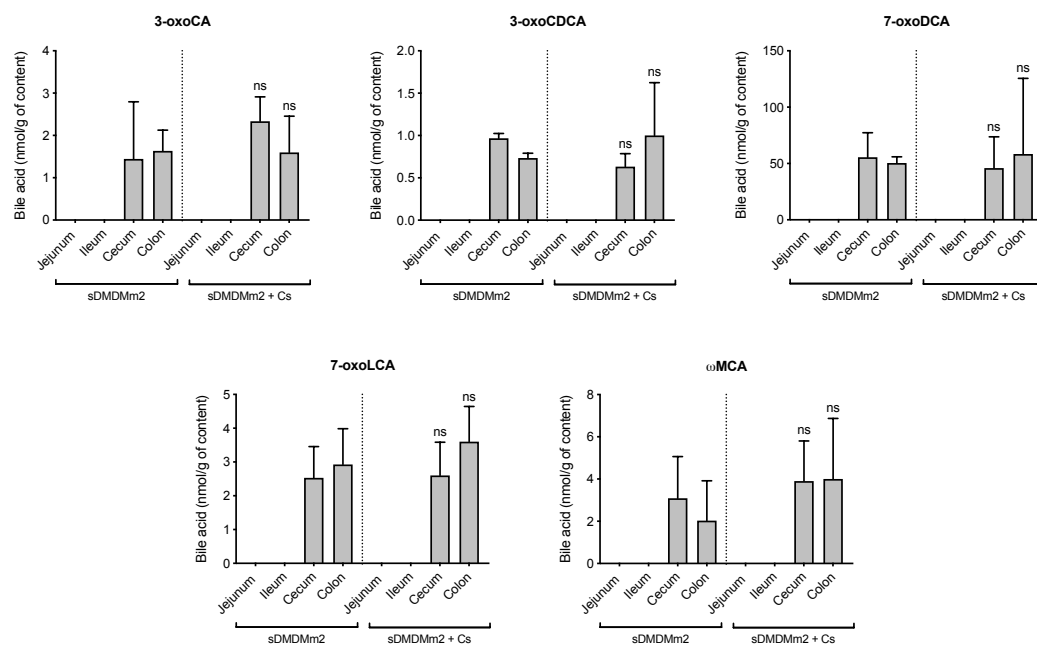 3-oxoCA
Bile acid (nmol/g of content)
4
3
2
1
0
ns
ns
Jejunum
Ileum
Cecum
Colon
Jejunum
Ileum
Cecum
Colon
sDMDMm2
sDMDMm2 + Cs
3-oxoCDCA
Bile acid (nmol/g of content)
2.0
1.5
1.0
0.5
0.0
ns
ns
Jejunum
Ileum
Cecum
Colon
Jejunum
Ileum
Cecum
Colon
sDMDMm2
sDMDMm2 + Cs
7-oxoDCA
Bile acid (nmol/g of content)
150
100
50
0
ns
ns
Jejunum
Ileum
Cecum
Colon
Jejunum
Ileum
Cecum
Colon
sDMDMm2
sDMDMm2 + Cs
7-oxoLCA
Bile acid (nmol/g of content)
5
4
3
2
1
0
ns
ns
Jejunum
Ileum
Cecum
Colon
Jejunum
Ileum
Cecum
Colon
sDMDMm2
sDMDMm2 + Cs
ωMCA
Bile acid (nmol/g of content)
8
6
4
2
0
ns
ns
Jejunum
Ileum
Cecum
Colon
Jejunum
Ileum
Cecum
Colon
sDMDMm2
sDMDMm2 + Cs